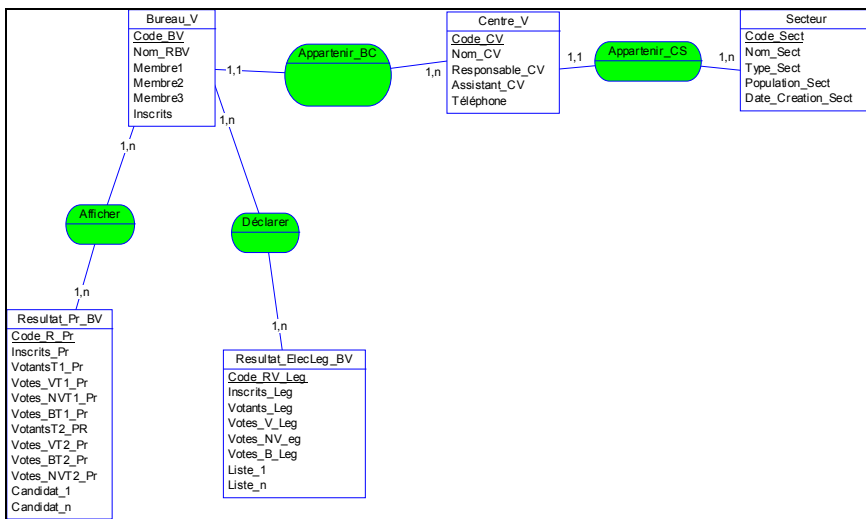 Bureau_V
Code_BV
Nom_RBV
Membre1
Membre2
Membre3
Inscrits
1,1
Appartenir_BC
1,n
Centre_V
Code_CV
Nom_CV
Responsable_CV
Assistant_CV
Téléphone
1,1
Appartenir_CS
1,n
Secteur
Code_Sect
Nom_Sect
Type_Sect
Population_Sect
Date_Creation_Sect
1,n
1,n
Afficher
Déclarer
1,n
1,n
Resultat_Pr_BV
Code_R_Pr
Inscrits_Pr
VotantsT1_Pr
Votes_VT1_Pr
Votes_NVT1_Pr
Votes_BT1_Pr
VotantsT2_PR
Votes_VT2_Pr
Votes_BT2_Pr
Votes_NVT2_Pr
Candidat_1
Candidat_n
Resultat_ElecLeg_BV
Code_RV_Leg
Inscrits_Leg
Votants_Leg
Votes_V_Leg
Votes_NV_eg
Votes_B_Leg
Liste_1
Liste_n